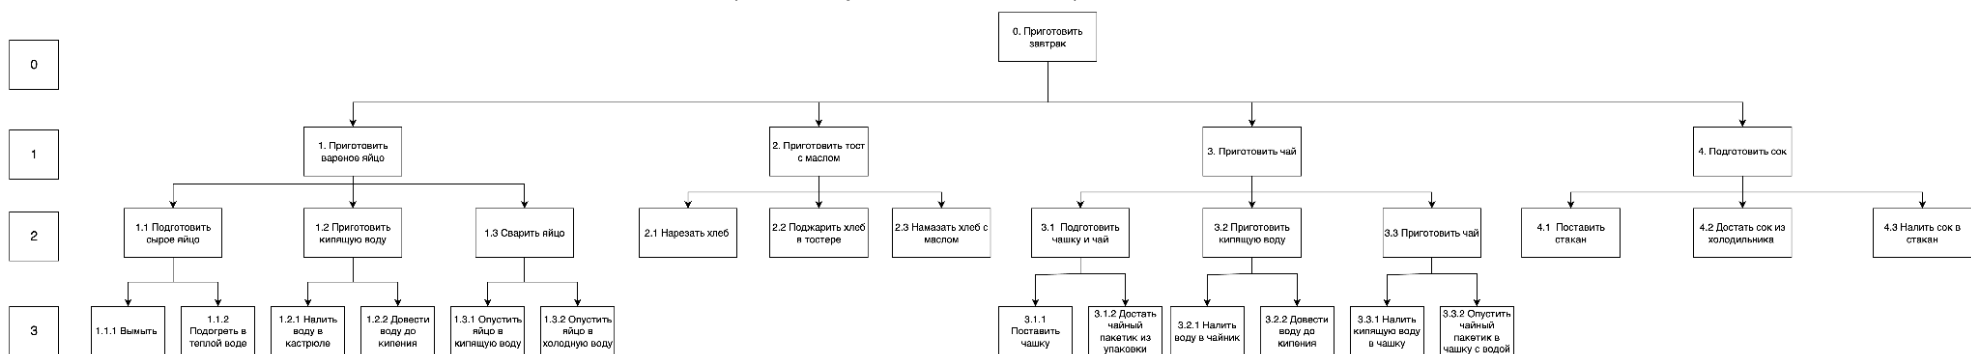 0. Приготовить
завтрак
0
1
1. Приготовить
вареное яйцо
2. Приготовить тост
с маслом
3. Приготовить чай
4. Подготовить сок
2
1.1 Подготовить
сырое яйцо
1.2 Приготовить
кипящую воду
1.3 Сварить яйцо
2.1 Нарезать хлеб
2.2 Поджарить хлеб
в тостере
2.3 Намазать хлеб с
маслом
3.1 Подготовить
чашку и чай
3.2 Приготовить
кипящую воду
3.3 Приготовить чай
4.1 Поставить
стакан
4.2 Достать сок из
холодильника
4.3 Налить сок в
стакан
3
1.1.1 Вымыть
1.1.2
Подогреть в
теплой воде
1.2.1 Налить
воду в
кастрюле
1.2.2 Довести
воду до
кипения
1.3.1 Опустить
яйцо в
кипящую воду
1.3.2 Опустить
яйцо в
холодную воду
3.1.1
Поставить
чашку
3.1.2 Достать
чайный
пакетик из
упаковки
3.2.1 Налить
воду в чайник
3.2.2 Довести
воду до
кипения
3.3.1 Налить
кипящую воду
в чашку
3.3.2 Опустить
чайный
пакетик в
чашку с водой